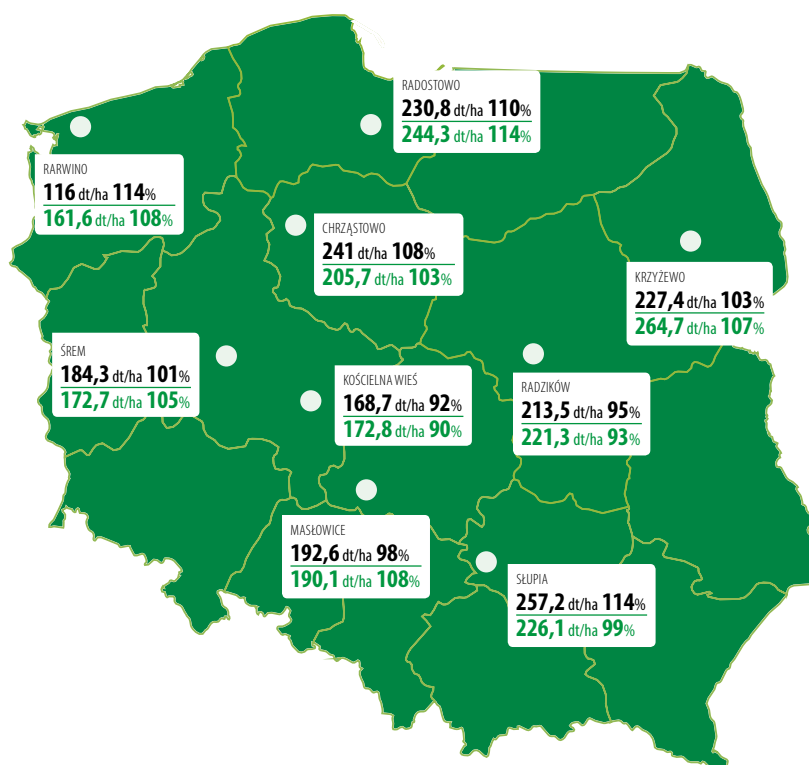 RADOSTOWO
230,8 dt/ha 110%
244,3 dt/ha 114%
RARWINO
116 dt/ha 114%
161,6 dt/ha 108%
CHRZĄSTOWO
241 dt/ha 108%
205,7 dt/ha 103%
KRZYŻEWO
227,4 dt/ha 103%
264,7 dt/ha 107%
ŚREM
184,3 dt/ha 101%
172,7 dt/ha 105%
KOŚCIELNA WIEŚ
168,7 dt/ha 92%
172,8 dt/ha 90%
RADZIKÓW
213,5 dt/ha 95%
221,3 dt/ha 93%
MASŁOWICE
192,6 dt/ha 98%
190,1 dt/ha 108%
SŁUPIA
257,2 dt/ha 114%
226,1 dt/ha 99%